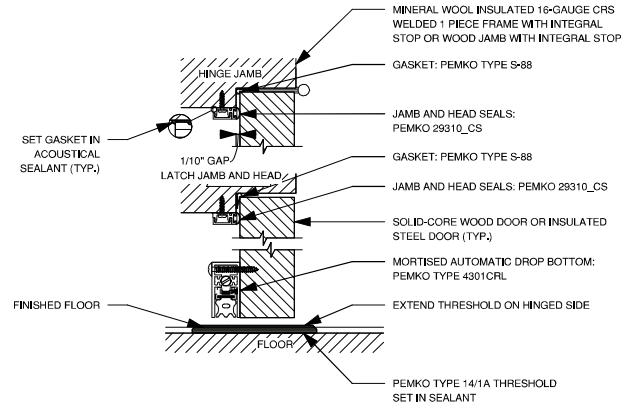 MINERAL WOOL INSULATED 16-GAUGE CRS
WELDED 1 PIECE FRAME WITH INTEGRAL
STOP OR WOOD JAMB WITH INTEGRAL STOP
HINGE JAMB
GASKET: PEMKO TYPE S-88
JAMB AND HEAD SEALS:
PEMKO 29310_CS
SET GASKET IN
ACOUSTICAL
SEALANT (TYP.)
1/10" GAP
GASKET: PEMKO TYPE S-88
LATCH JAMB AND HEAD
JAMB AND HEAD SEALS: PEMKO 29310_CS
SOLID-CORE WOOD DOOR OR INSULATED
STEEL DOOR (TYP.)
MORTISED AUTOMATIC DROP BOTTOM:
PEMKO TYPE 4301CRL
FINISHED FLOOR
EXTEND THRESHOLD ON HINGED SIDE
FLOOR
PEMKO TYPE 14/1A THRESHOLD
SET IN SEALANT